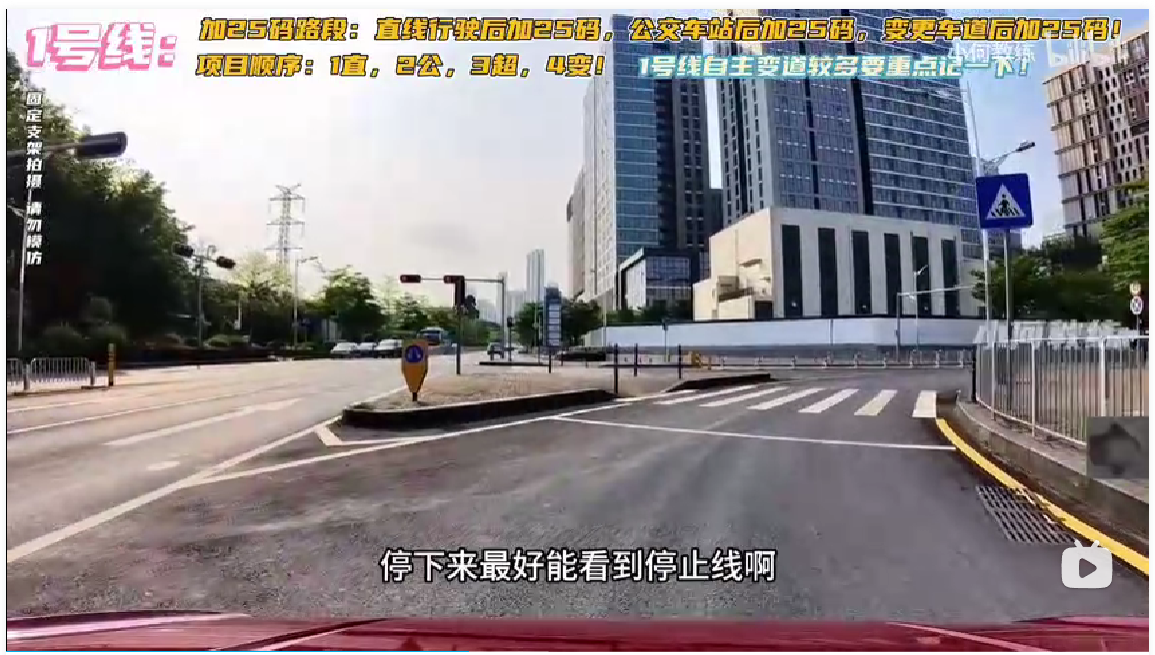 1号线:
加25码路段：直线行驶后加25码，公交车站后加25码，变更车道后加25码！
项目顺序：1直，2公，3超，4变！ 1号线自主变道较多要重点记一下！
小何教练
固定支架拍摄 请勿模仿
停下来最好能看到停止线啊